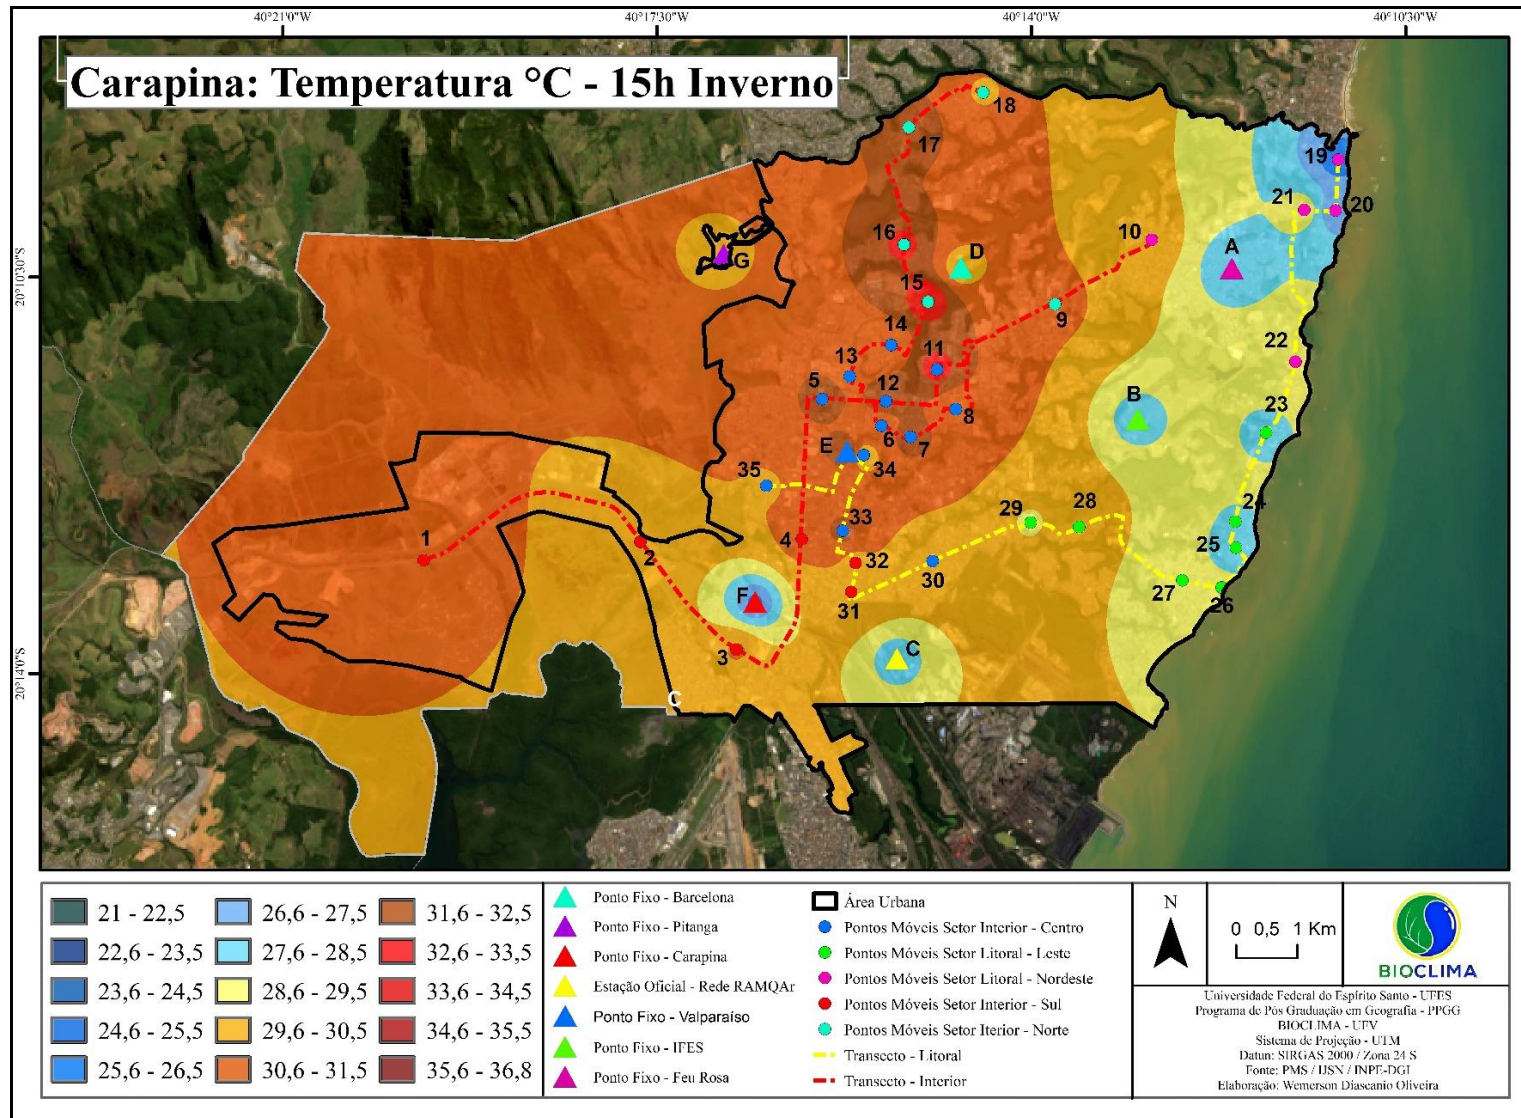 40°21'0"W
40°17'30"W
40°14'0"W
40°10'30"W
Carapina: Temperatura °C - 15h Inverno
20°10'30"S
20°14'0"S
18
17
19
20
21
A
16
D
10
G
15
9
14
22
13
11
5
12
B
23
8
6
7
E
34
35
24
29
28
33
1
4
25
2
32
30
27
F
31
26
3
C
C
21 - 22,5
22,6 - 23,5
23,6 - 24,5
24,6 - 25,5
25,6 - 26,5
26,6 - 27,5
27,6 - 28,5
28,6 - 29,5
29,6 - 30,5
30,6 - 31,5
31,6 - 32,5
32,6 - 33,5
33,6 - 34,5
34,6 - 35,5
35,6 - 36,8
Ponto Fixo - Barcelona
Ponto Fixo - Pitanga
Ponto Fixo - Carapina
Estação Oficial - Rede RAMQAr
Ponto Fixo - Valparaíso
Ponto Fixo - IFES
Ponto Fixo - Feu Rosa
Área Urbana
Pontos Móveis Setor Interior - Centro
Pontos Móveis Setor Litoral - Leste
Pontos Móveis Setor Litoral - Nordeste
Pontos Móveis Setor Interior - Sul
Pontos Móveis Setor Iterior - Norte
Transecto - Litoral
Transecto - Interior
N
0 0,5 1 Km
BIOCLIMA
Universidade Federal do Espírito Santo - UFES
Programa de Pós Graduação em Geografia - PPGG
BIOCLIMA - UFV
Sistema de Projeção - UTM
Datun: SIRGAS 2000 / Zona 24 S
Fonte: PMS / IJSN / INPE-DGI
Elaboração: Wemerson Diascanio Oliveira